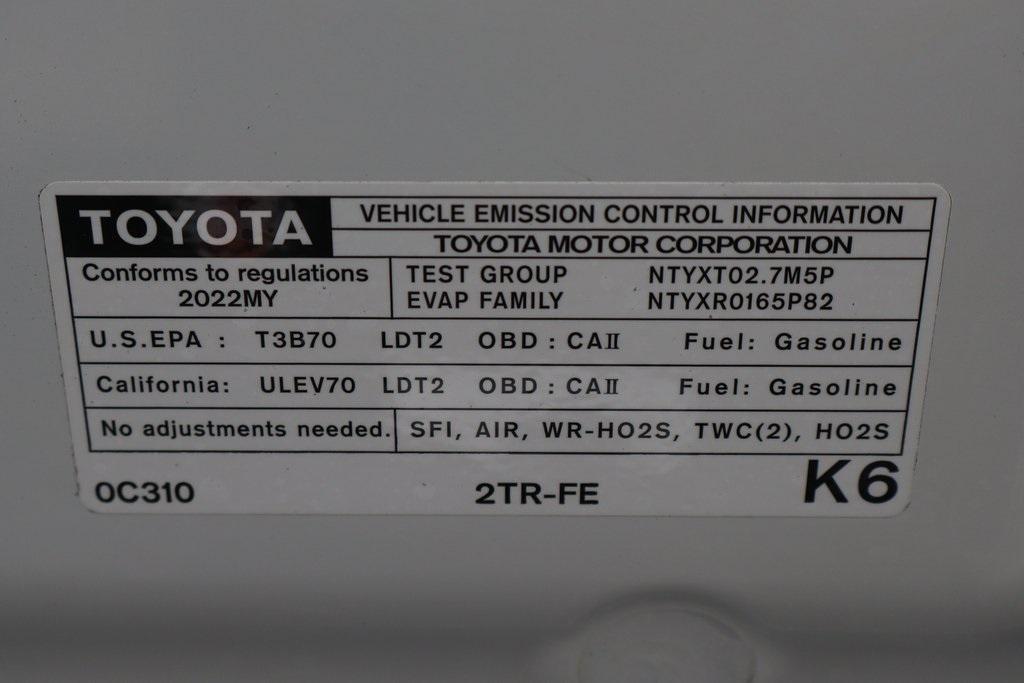 TOYOTA
VEHICLE EMISSION CONTROL INFORMATION
TOYOTA MOTOR CORPORATION
Conforms to regulations
2022MY
TEST GROUP NTYXT02.7M5P
EVAP FAMILY NTYXR0165P82
U.S.EPA : T3B70 LDT2 OBD : CAⅡ Fuel: Gasoline
California: ULEV70 LDT2 OBD : CAⅡ Fuel: Gasoline
No adjustments needed. SFI, AIR, WR-HO2S, TWC(2), HO2S
0C310 2TR-FE K6